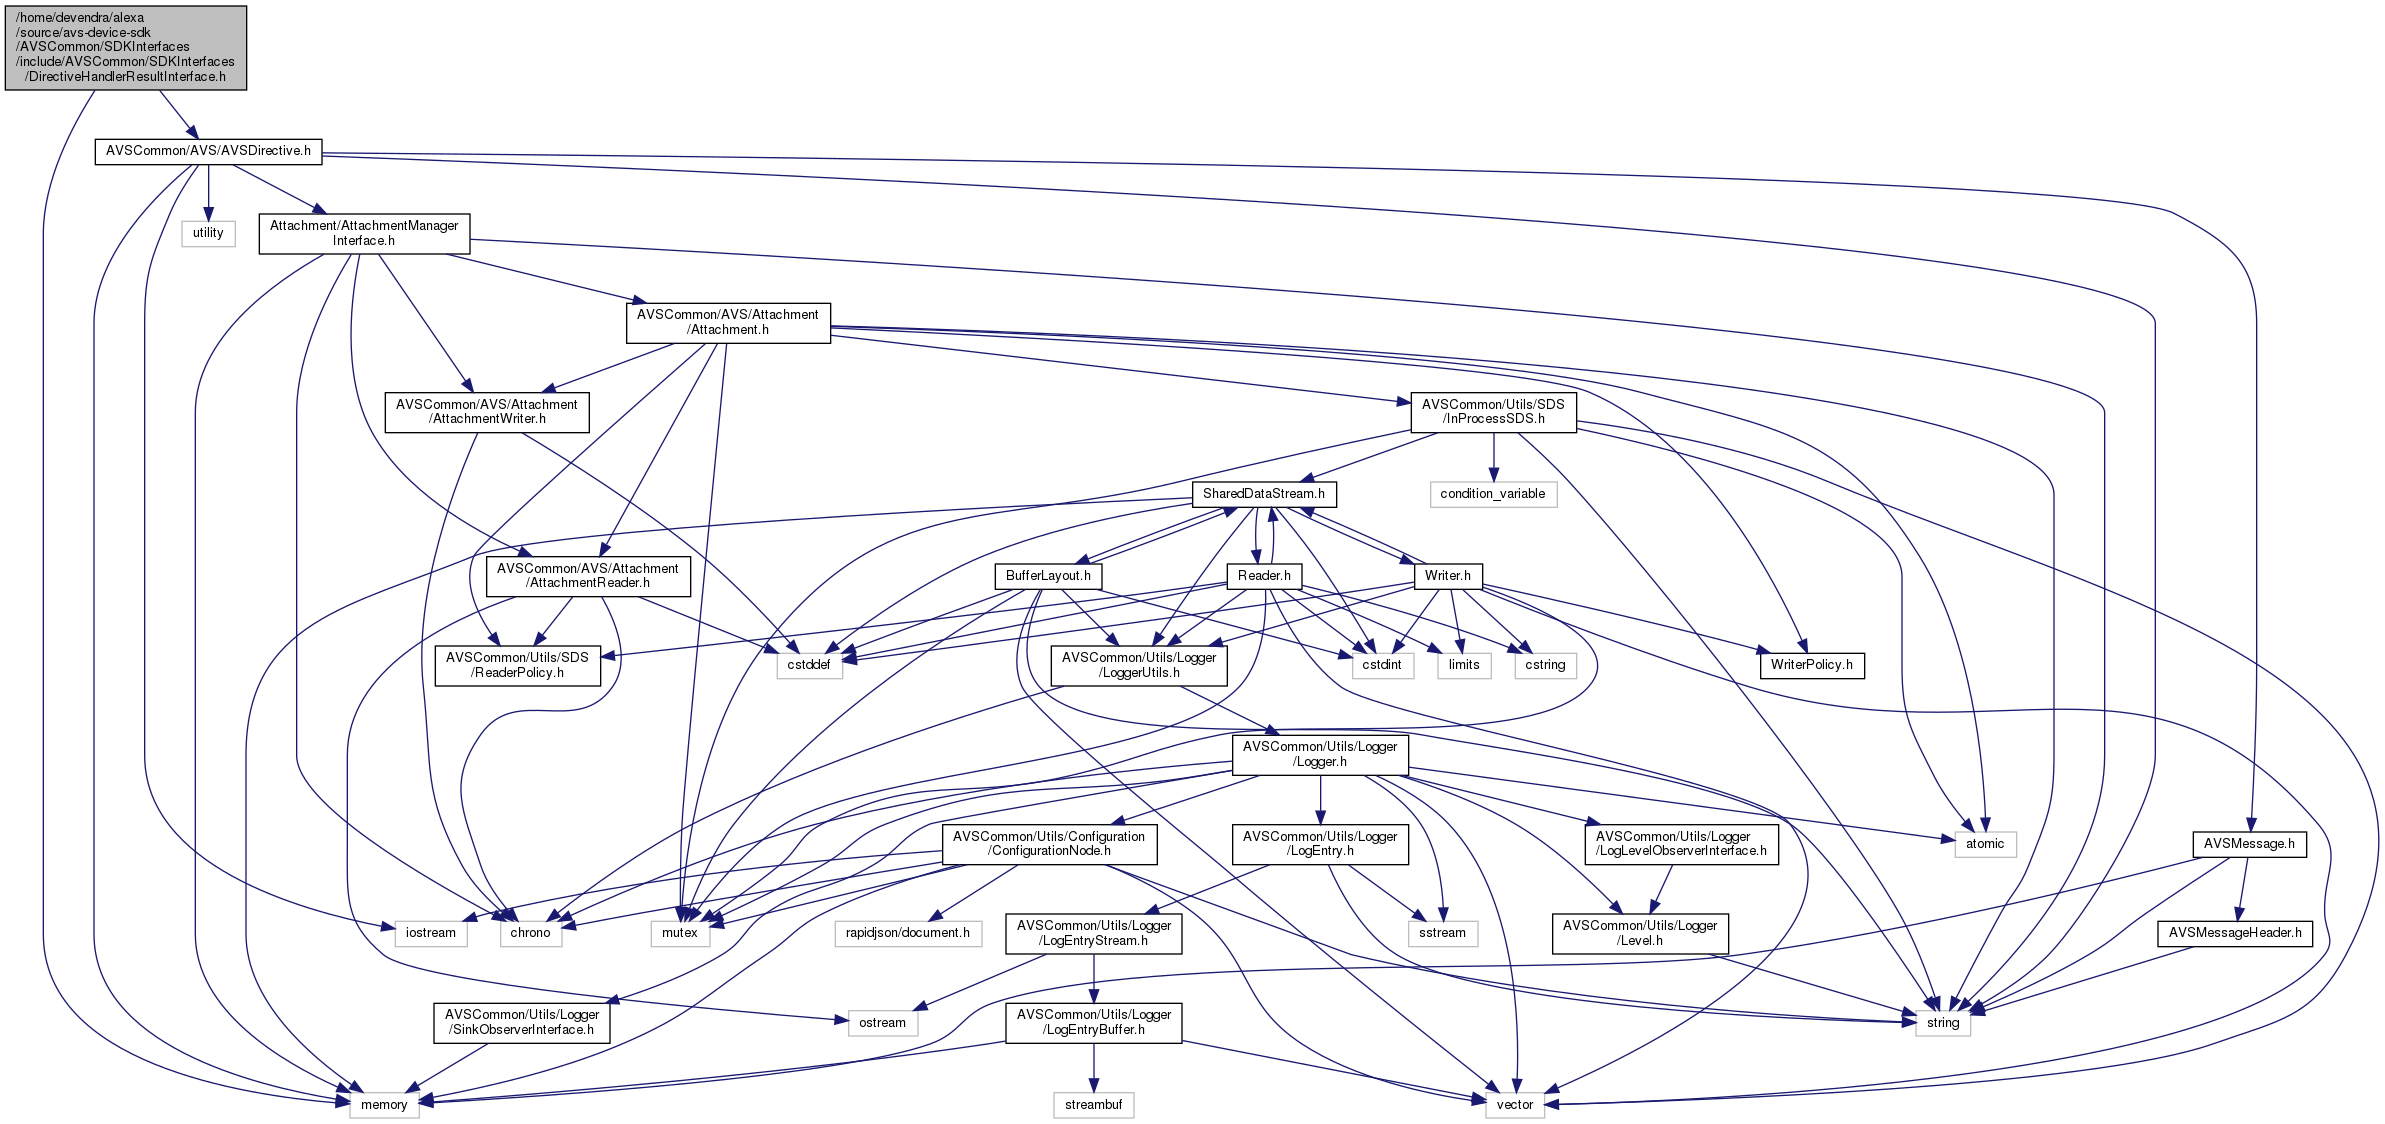 /home/devendra/alexa
/source/avs-device-sdk
/AVSCommon/SDKInterfaces
/include/AVSCommon/SDKInterfaces
/DirectiveHandlerResultInterface.h
AVSCommon/AVS/AVSDirective.h
utility
Attachment/AttachmentManager
Interface.h
AVSCommon/AVS/Attachment
/Attachment.h
AVSCommon/AVS/Attachment
/AttachmentWriter.h
AVSCommon/Utils/SDS
/InProcessSDS.h
SharedDataStream.h
condition_variable
AVSCommon/AVS/Attachment
/AttachmentReader.h
BufferLayout.h
Reader.h
Writer.h
AVSCommon/Utils/SDS
/ReaderPolicy.h
cstddef
AVSCommon/Utils/Logger
/LoggerUtils.h
cstdint
limits
cstring
WriterPolicy.h
AVSCommon/Utils/Logger
/Logger.h
AVSCommon/Utils/Configuration
/ConfigurationNode.h
AVSCommon/Utils/Logger
/LogEntry.h
AVSCommon/Utils/Logger
/LogLevelObserverInterface.h
atomic
AVSMessage.h
iostream
chrono
mutex
rapidjson/document.h
AVSCommon/Utils/Logger
/LogEntryStream.h
sstream
AVSCommon/Utils/Logger
/Level.h
AVSMessageHeader.h
AVSCommon/Utils/Logger
/SinkObserverInterface.h
ostream
AVSCommon/Utils/Logger
/LogEntryBuffer.h
string
memory
streambuf
vector